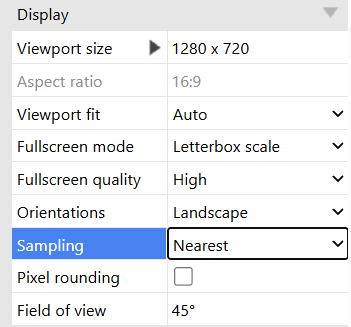 Display
Viewport size 1280 x 720
Aspect ratio 16:9
Viewport fit Auto
Fullscreen mode Letterbox scale
Fullscreen quality High
Orientations Landscape
Sampling Nearest
Pixel rounding
Field of view 45°